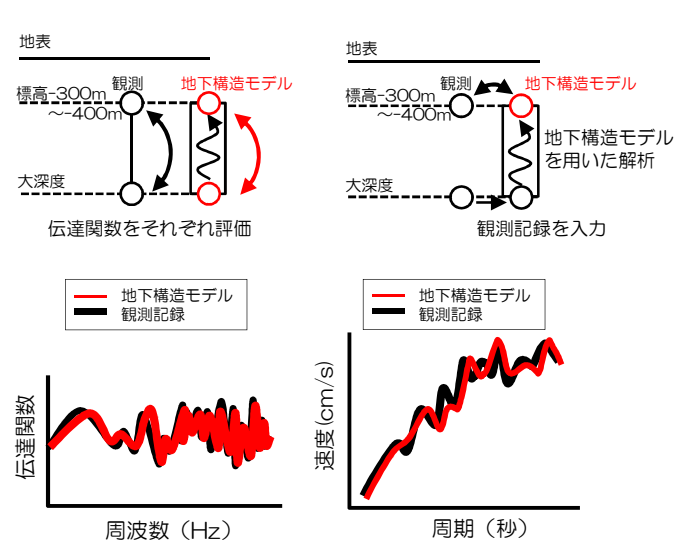 地表
観測
地下構造モデル
標高-300m
～-400m
大深度
伝達関数をそれぞれ評価
地表
観測
地下構造モデル
標高-300m
～-400m
地下構造モデル
を用いた解析
大深度
観測記録を入力
地下構造モデル
観測記録
伝達関数
周波数（Hz）
地下構造モデル
観測記録
速度(cm/s)
周期（秒）